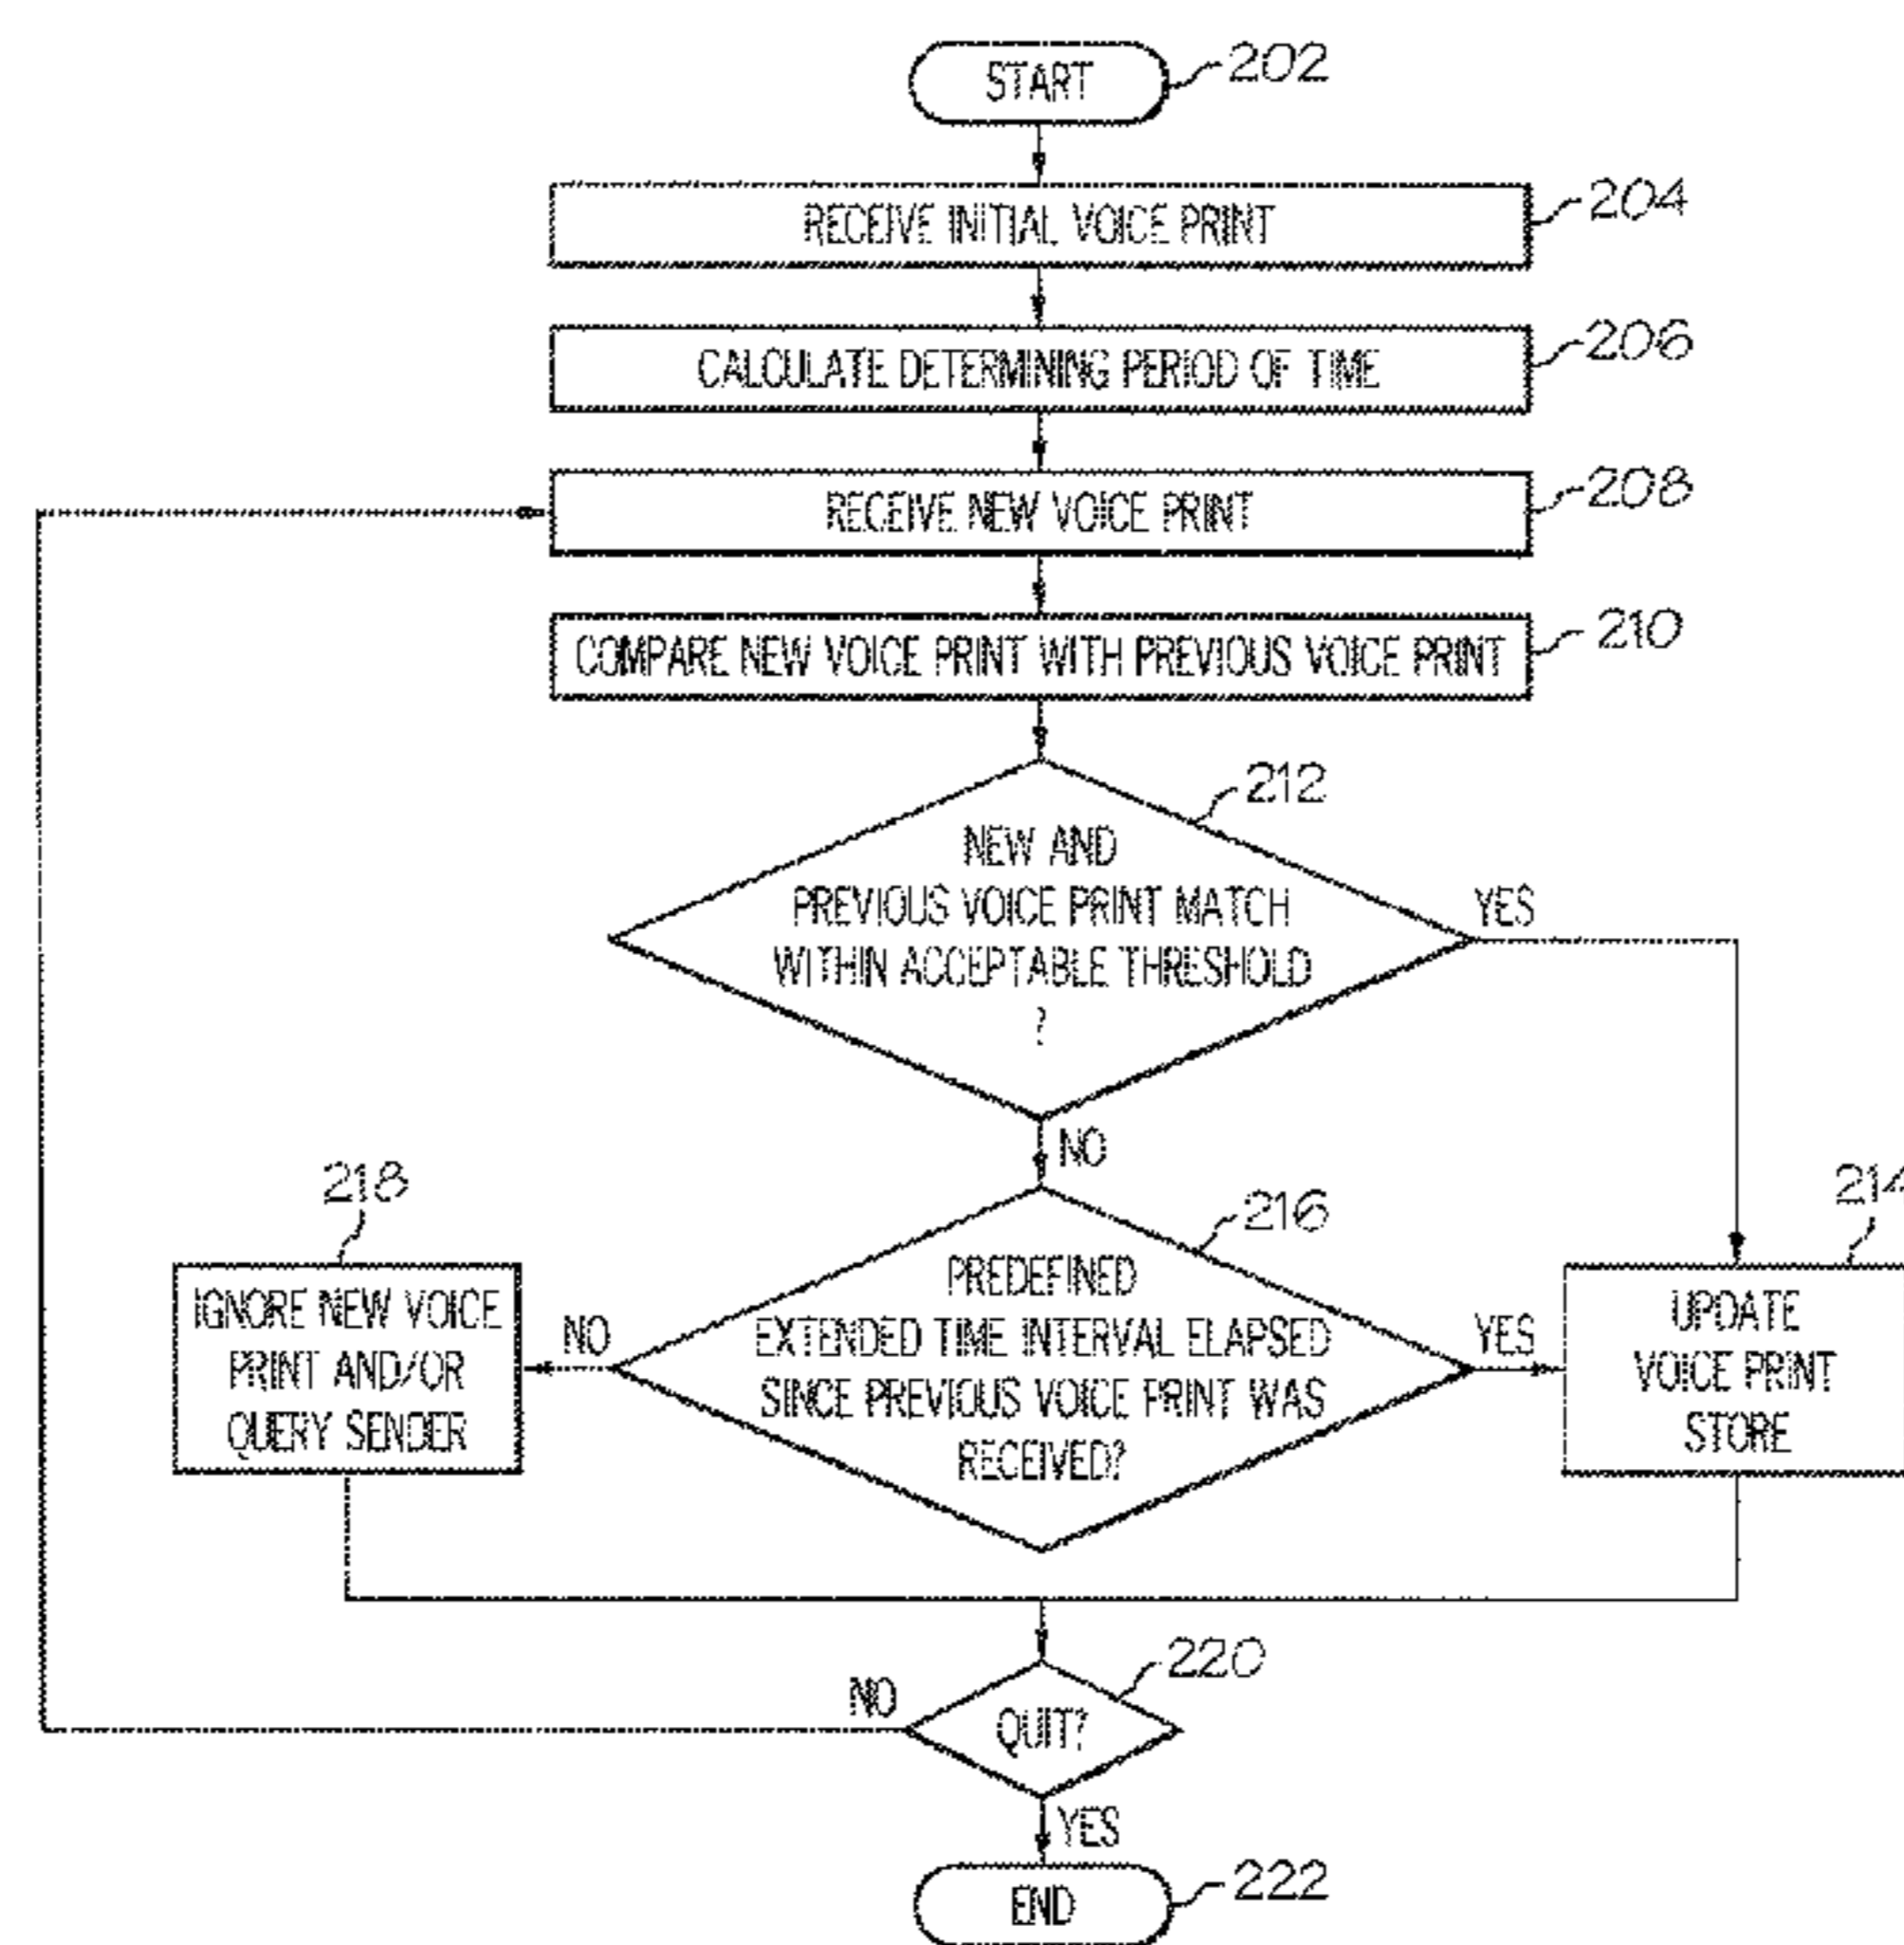 START
202
RECEIVE INITIAL VOICE PRINT
204
CALCULATE DETERMINING PERIOD OF TIME
206
RECEIVE NEW VOICE PRINT
208
COMPARE NEW VOICE PRINT WITH PREVIOUS VOICE PRINT
210
212
NEW AND
PREVIOUS VOICE PRINT MATCH
WITHIN ACCEPTABLE THRESHOLD
?
YES
NO
218
216
214
IGNORE NEW VOICE
PRINT AND/OR
QUERY SENDER
NO
PREDEFINED
EXTENDED TIME INTERVAL ELAPSED
SINCE PREVIOUS VOICE PRINT WAS
RECEIVED?
YES
UPDATE
VOICE PRINT
STORE
220
NO
QUIT?
YES
END
222